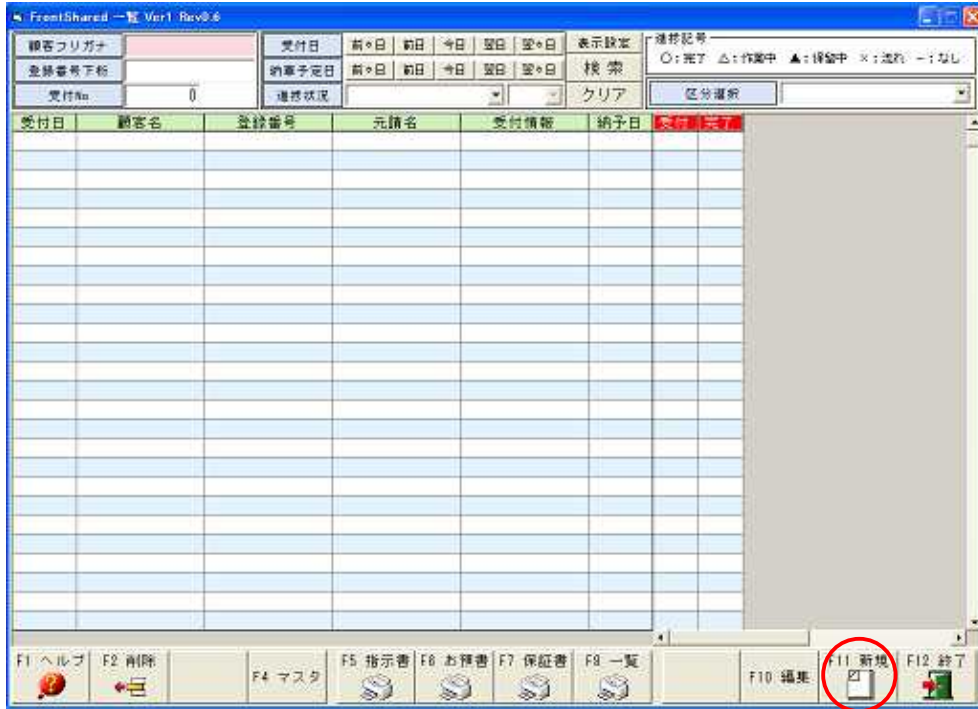 FrontShared 一覧 Ver1 Rev0.6
顧客フリガナ 受付日 前々日 前日 今日 翌日 翌々日 表示設定 進捗記号
○:完了 △:作業中 ▲:保留中 ×:流れ -:なし
登録番号下桁 納車予定日 前々日 前日 今日 翌日 翌々日 検索
受付No 0 進捗状況 クリア 区分選択
受付日 顧客名 登録番号 元請名 受付情報 納予日 受付 完了
F1 ヘルプ F2 削除 F4 マスタ F5 指示書 F6 お預書 F7 保証書 F9 一覧 F10 編集 F11 新規 F12 終了